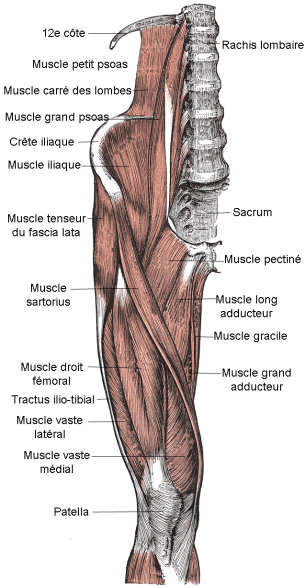 12e côte
Rachis lombaire
Muscle petit psoas
Muscle carré des lombes
Muscle grand psoas
Crête iliaque
Muscle iliaque
Muscle tenseur
du fascia lata
Sacrum
Muscle pectiné
Muscle
sartorius
Muscle long
adducteur
Muscle gracile
Muscle droit
fémoral
Muscle grand
adducteur
Tractus ilio-tibial
Muscle vaste
latéral
Muscle vaste
médial
Patella